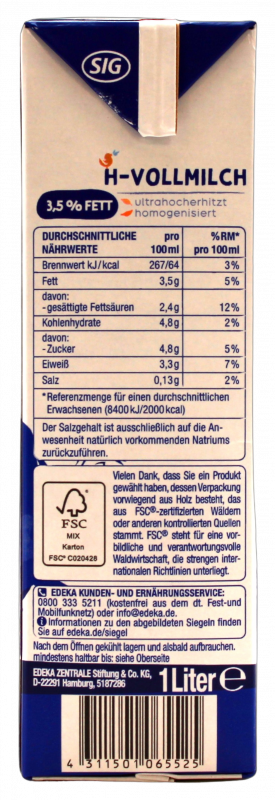 SIG
H-VOLLMILCH
3,5 % FETT
ultrahocherhitzt
homogenisiert
DURCHSCHNITTLICHE NÄHRWERTE pro 100ml %RM* pro 100ml
Brennwert kJ/kcal 267/64 3%
Fett 3,5g 5%
davon:
-gesättigte Fettsäuren 2,4g 12%
Kohlenhydrate 4,8g 2%
davon:
-Zucker 4,8g 5%
Eiweiß 3,3g 7%
Salz 0,13g 2%
*Referenzmenge für einen durchschnittlichen
Erwachsenen (8400 kJ/2000 kcal)
Der Salzgehalt ist ausschließlich auf die An-
wesenheit natürlich vorkommenden Natriums
zurückzuführen.
FSC
MIX
Karton
FSC® C020428
Vielen Dank, dass Sie ein Produkt
gewählt haben, dessen Verpackung
vorwiegend aus Holz besteht, das
aus FSC®-zertifizierten Wäldern
oder anderen kontrollierten Quellen
stammt. FSC® steht für eine vor-
bildliche und verantwortungsvolle
Waldwirtschaft, die strengen inter-
nationalen Richtlinien unterliegt.
EDEKA KUNDEN- UND ERNÄHRUNGSSERVICE:
0800 333 5211 (kostenfrei aus dem dt. Fest-und
Mobilfunknetz) oder info@edeka.de
Informationen zu den abgebildeten Siegeln finden
Sie auf edeka.de/siegel
Nach dem Öffnen gekühlt lagern und alsbald aufbrauchen.
mindestens haltbar bis: siehe Oberseite
EDEKA ZENTRALE Stiftung & Co. KG,
D-22291 Hamburg, 5187286
1 Liter ℮
4 311501 065525